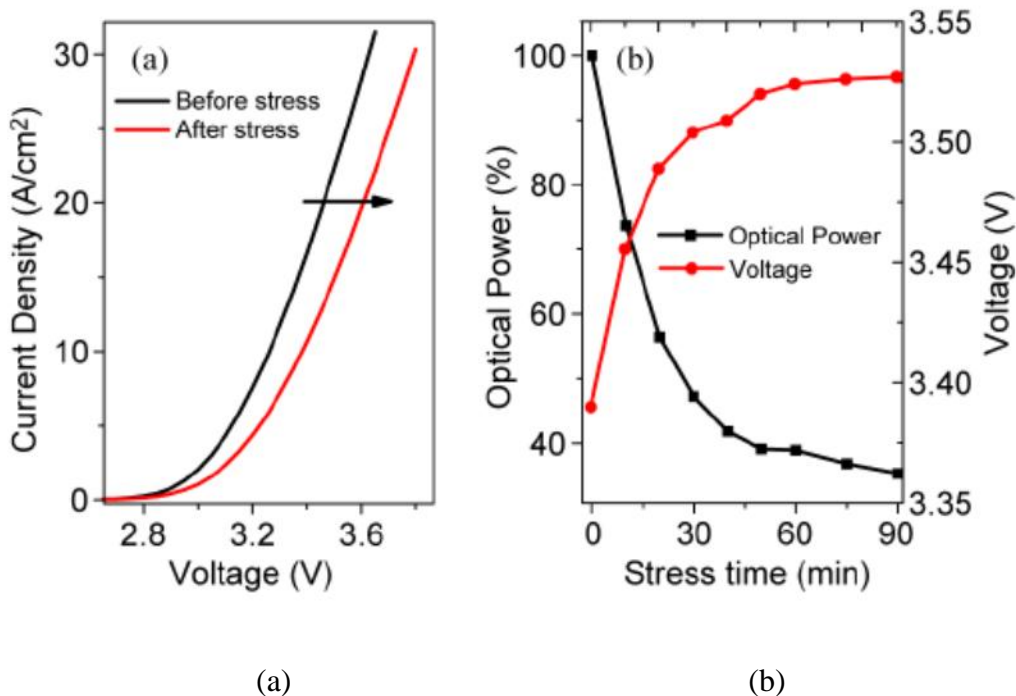 (a)
Before stress
After stress
Current Density (A/cm²)
30
20
10
0
2.8
3.2
3.6
Voltage (V)
(b)
Optical Power
Voltage
Optical Power (%)
100
80
60
40
Voltage (V)
3.55
3.50
3.45
3.40
3.35
0
30
60
90
Stress time (min)
(a)
(b)